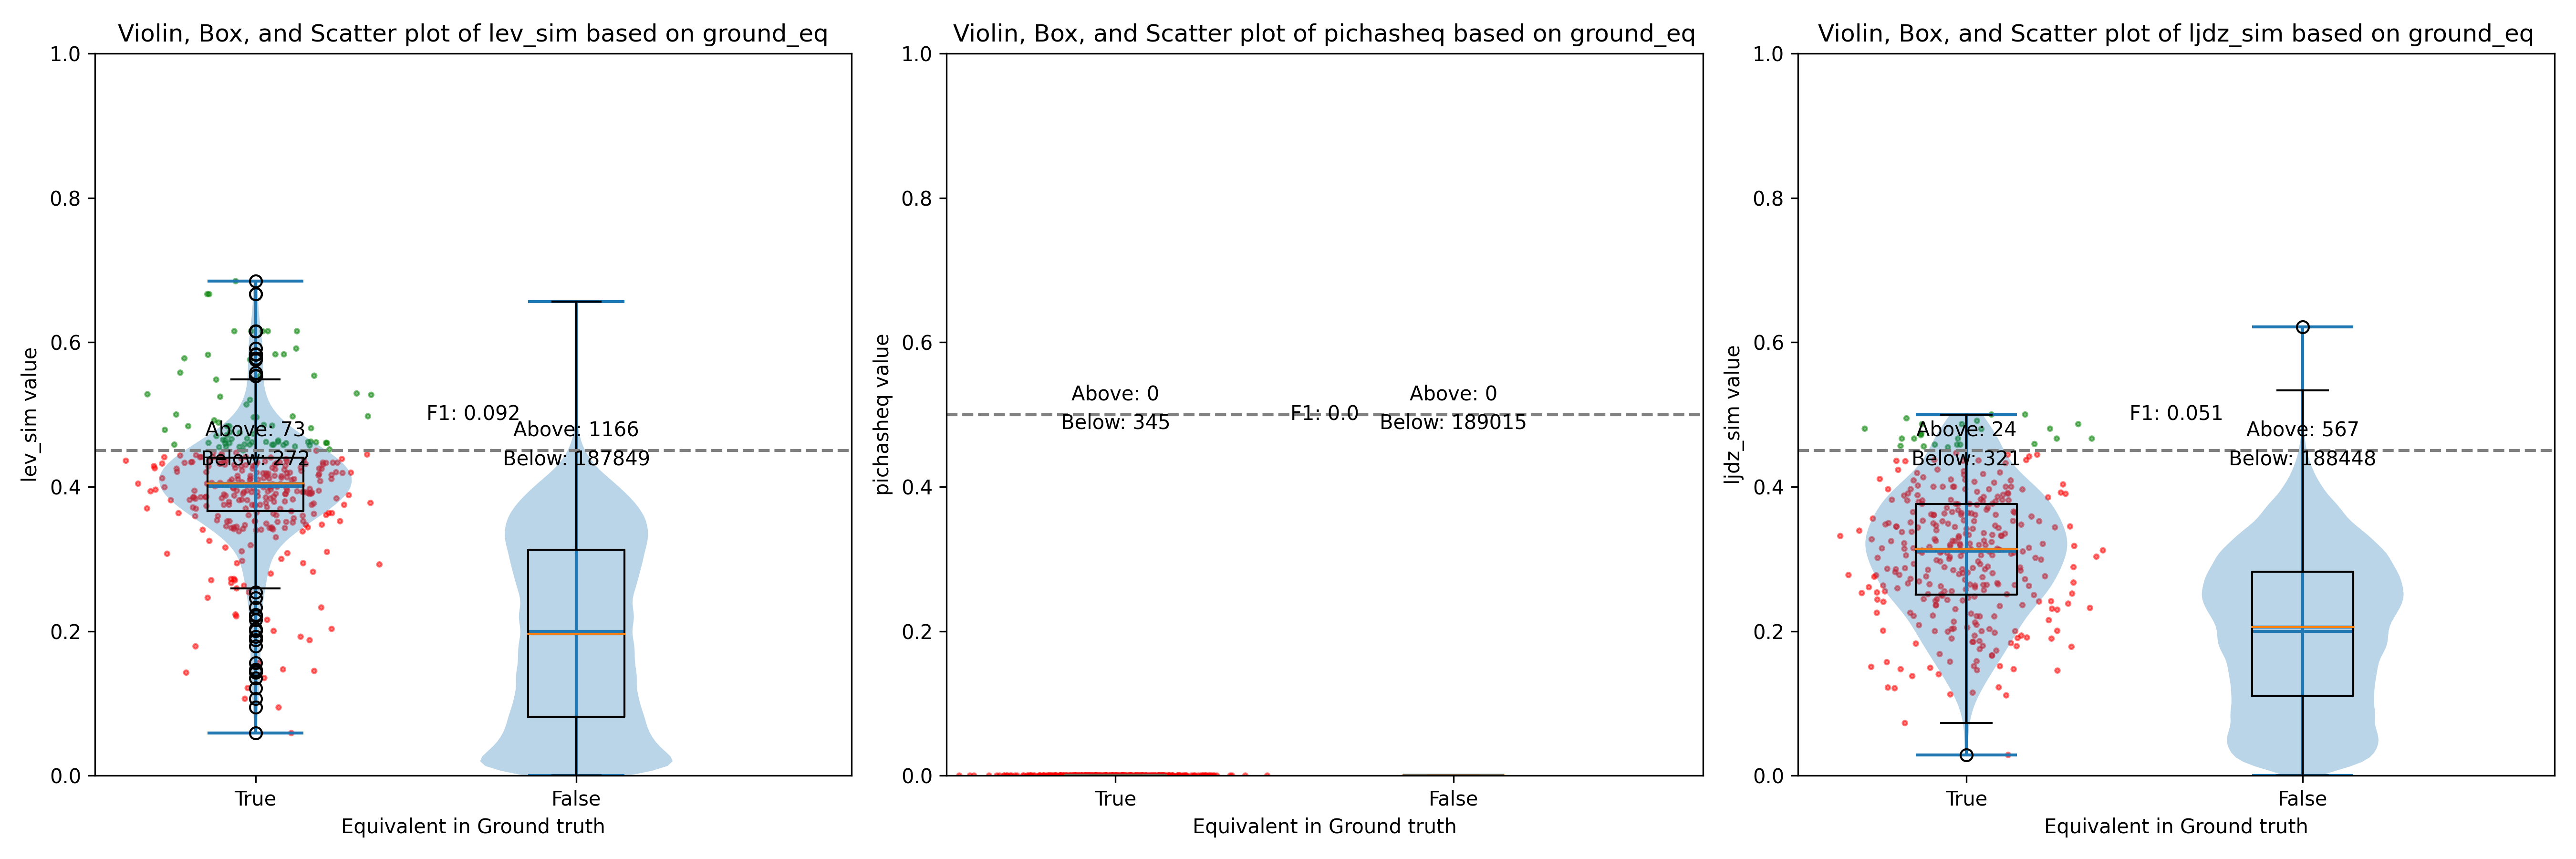 Violin, Box, and Scatter plot of lev_sim based on ground_eq
1.0
0.8
0.6
0.4
0.2
0.0
lev_sim value
F1: 0.092
Above: 73
Below: 272
Above: 1166
Below: 187849
True
False
Equivalent in Ground truth
Violin, Box, and Scatter plot of pichasheq based on ground_eq
1.0
0.8
0.6
0.4
0.2
0.0
pichasheq value
Above: 0
Below: 345
F1: 0.0
Above: 0
Below: 189015
True
False
Equivalent in Ground truth
Violin, Box, and Scatter plot of ljdz_sim based on ground_eq
1.0
0.8
0.6
0.4
0.2
0.0
ljdz_sim value
F1: 0.051
Above: 24
Below: 321
Above: 567
Below: 188448
True
False
Equivalent in Ground truth